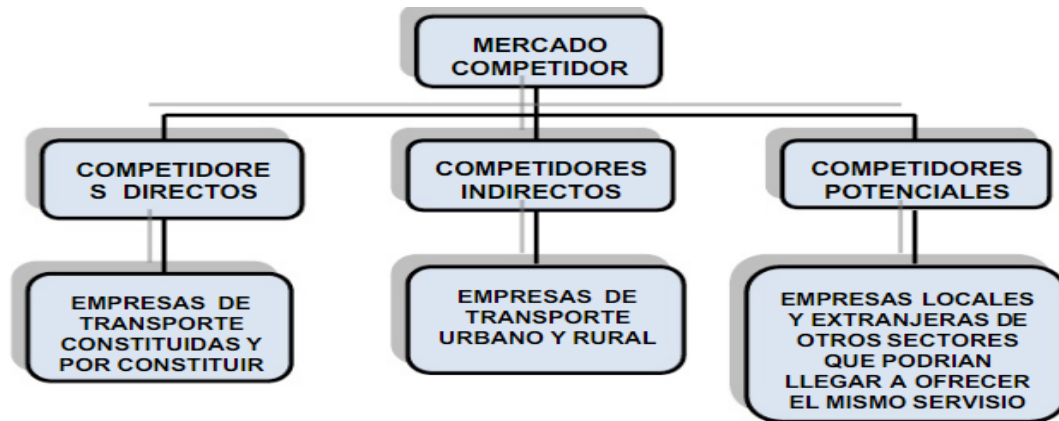 MERCADO
COMPETIDOR
COMPETIDORE
S DIRECTOS
COMPETIDORES
INDIRECTOS
COMPETIDORES
POTENCIALES
EMPRESAS DE
TRANSPORTE
CONSTITUIDAS Y
POR CONSTITUIR
EMPRESAS DE
TRANSPORTE
URBANO Y RURAL
EMPRESAS LOCALES
Y EXTRANJERAS DE
OTROS SECTORES
QUE PODRIAN
LLEGAR A OFRECER
EL MISMO SERVISIO